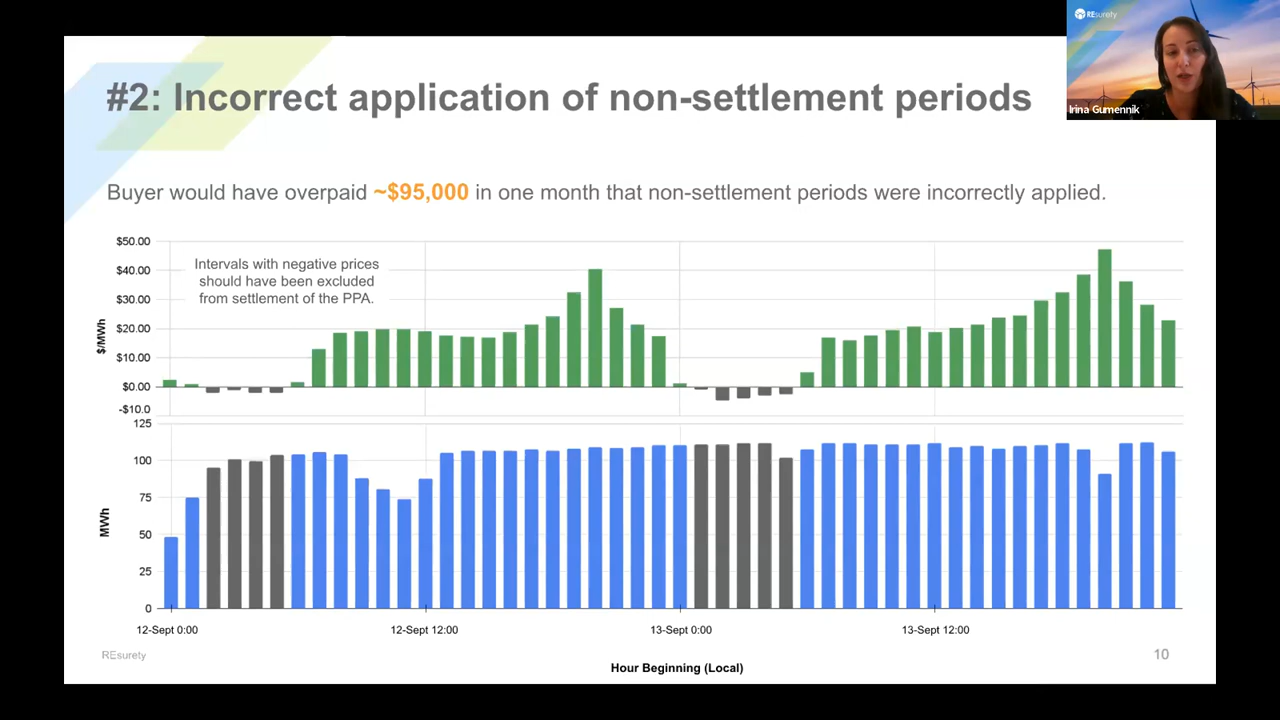 REsurety
Irina Gumennik
#2: Incorrect application of non-settlement periods
Buyer would have overpaid ~$95,000 in one month that non-settlement periods were incorrectly applied.
$50.00
$40.00
$30.00
$20.00
$10.00
$0.00
-$10.0
$/MWh
Intervals with negative prices
should have been excluded
from settlement of the PPA.
125
100
75
50
25
0
MWh
12-Sept 0:00
12-Sept 12:00
13-Sept 0:00
13-Sept 12:00
Hour Beginning (Local)
REsurety
10